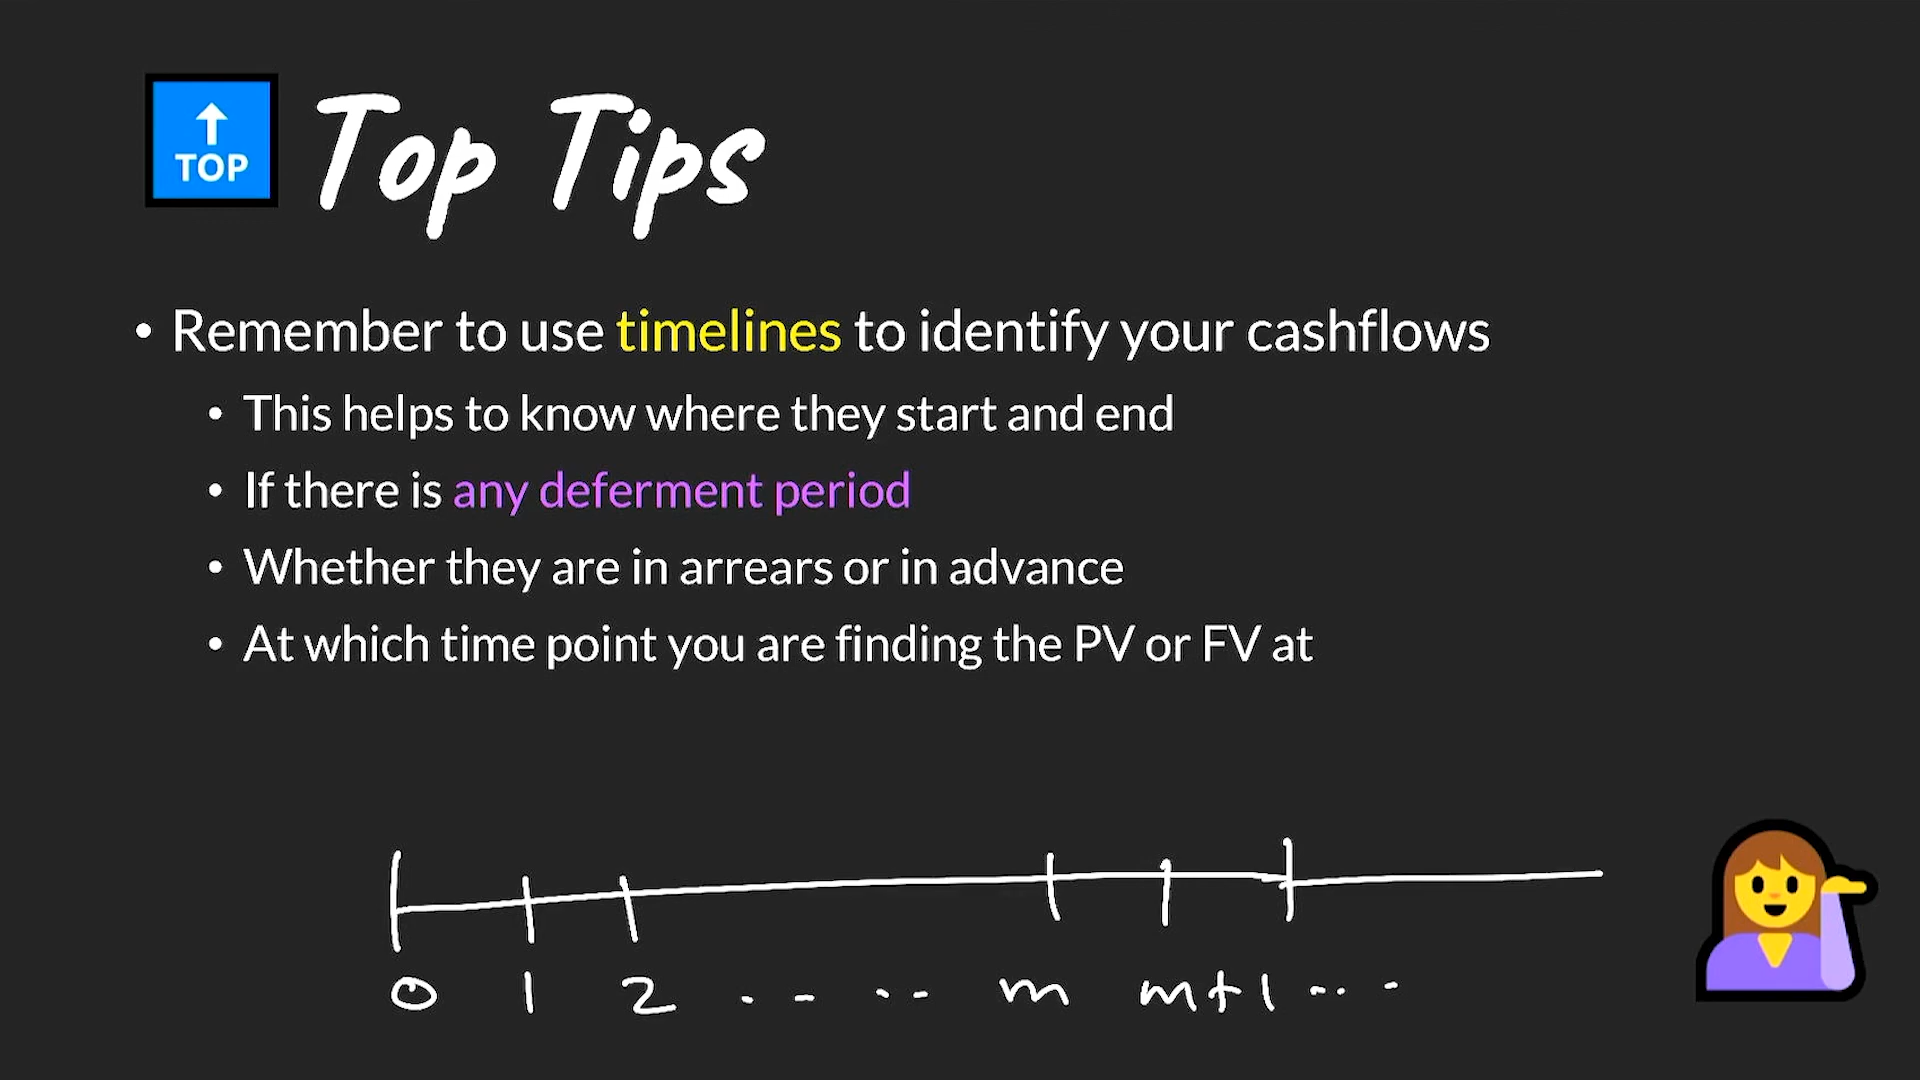 TOP
Top Tips
• Remember to use timelines to identify your cashflows
• This helps to know where they start and end
• If there is any deferment period
• Whether they are in arrears or in advance
• At which time point you are finding the PV or FV at
0 1 2 .... m m+1 ...